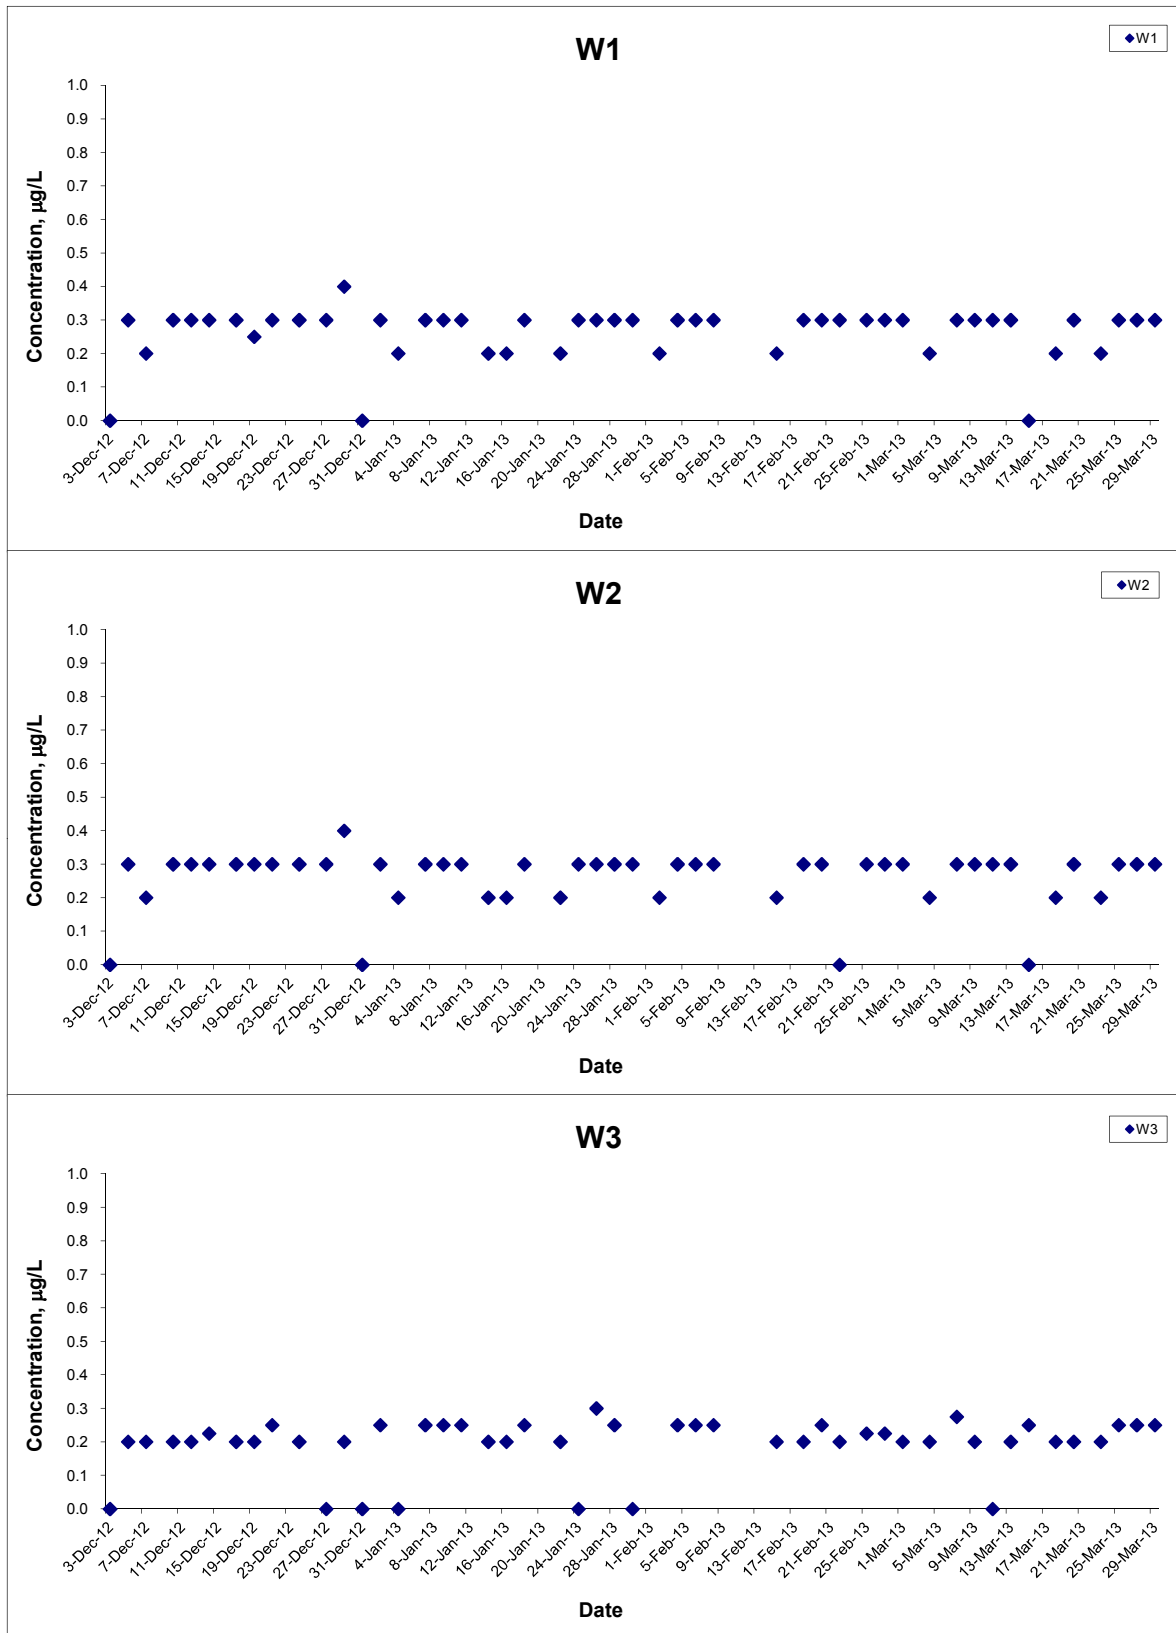 W1
W1
1.0
0.9
0.8
0.7
0.6
0.5
0.4
0.3
0.2
0.1
0.0
Concentration, µg/L
3-Dec-12
7-Dec-12
11-Dec-12
15-Dec-12
19-Dec-12
23-Dec-12
27-Dec-12
31-Dec-12
4-Jan-13
8-Jan-13
12-Jan-13
16-Jan-13
20-Jan-13
24-Jan-13
28-Jan-13
1-Feb-13
5-Feb-13
9-Feb-13
13-Feb-13
17-Feb-13
21-Feb-13
25-Feb-13
1-Mar-13
5-Mar-13
9-Mar-13
13-Mar-13
17-Mar-13
21-Mar-13
25-Mar-13
29-Mar-13
Date
W2
W2
1.0
0.9
0.8
0.7
0.6
0.5
0.4
0.3
0.2
0.1
0.0
Concentration, µg/L
3-Dec-12
7-Dec-12
11-Dec-12
15-Dec-12
19-Dec-12
23-Dec-12
27-Dec-12
31-Dec-12
4-Jan-13
8-Jan-13
12-Jan-13
16-Jan-13
20-Jan-13
24-Jan-13
28-Jan-13
1-Feb-13
5-Feb-13
9-Feb-13
13-Feb-13
17-Feb-13
21-Feb-13
25-Feb-13
1-Mar-13
5-Mar-13
9-Mar-13
13-Mar-13
17-Mar-13
21-Mar-13
25-Mar-13
29-Mar-13
Date
W3
W3
1.0
0.9
0.8
0.7
0.6
0.5
0.4
0.3
0.2
0.1
0.0
Concentration, µg/L
3-Dec-12
7-Dec-12
11-Dec-12
15-Dec-12
19-Dec-12
23-Dec-12
27-Dec-12
31-Dec-12
4-Jan-13
8-Jan-13
12-Jan-13
16-Jan-13
20-Jan-13
24-Jan-13
28-Jan-13
1-Feb-13
5-Feb-13
9-Feb-13
13-Feb-13
17-Feb-13
21-Feb-13
25-Feb-13
1-Mar-13
5-Mar-13
9-Mar-13
13-Mar-13
17-Mar-13
21-Mar-13
25-Mar-13
29-Mar-13
Date